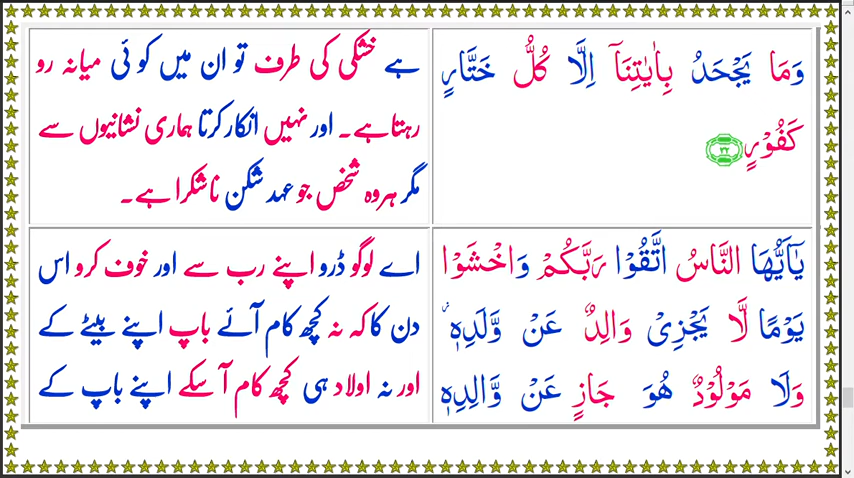 وَمَا يَجْحَدُ بِاٰيٰتِنَاۤ اِلَّا كُلُّ خَتَّارٍ
كَفُوْرٍ ۝٣٢
ہے خشکی کی طرف تو ان میں کوئی میانہ رو
رہتا ہے۔ اور نہیں انکار کرتا ہماری نشانیوں سے
مگر ہر وہ شخص جو عہد شکن ناشکرا ہے۔
يٰۤاَيُّهَا النَّاسُ اتَّقُوْا رَبَّكُمْ وَاخْشَوْا
يَوْمًا لَّا يَجْزِىْ وَالِدٌ عَنْ وَّلَدِهٖ ۫
وَلَا مَوْلُوْدٌ هُوَ جَازٍ عَنْ وَّالِدِهٖ
اے لوگو ڈرو اپنے رب سے اور خوف کرو اس
دن کا کہ نہ کچھ کام آئے باپ اپنے بیٹے کے
اور نہ اولاد ہی کچھ کام آ سکے اپنے باپ کے